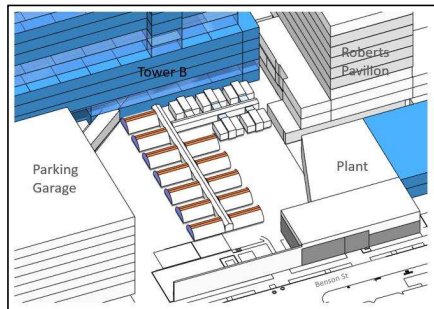 Tower B
Roberts
Pavilion
Parking
Garage
Plant
Benson St